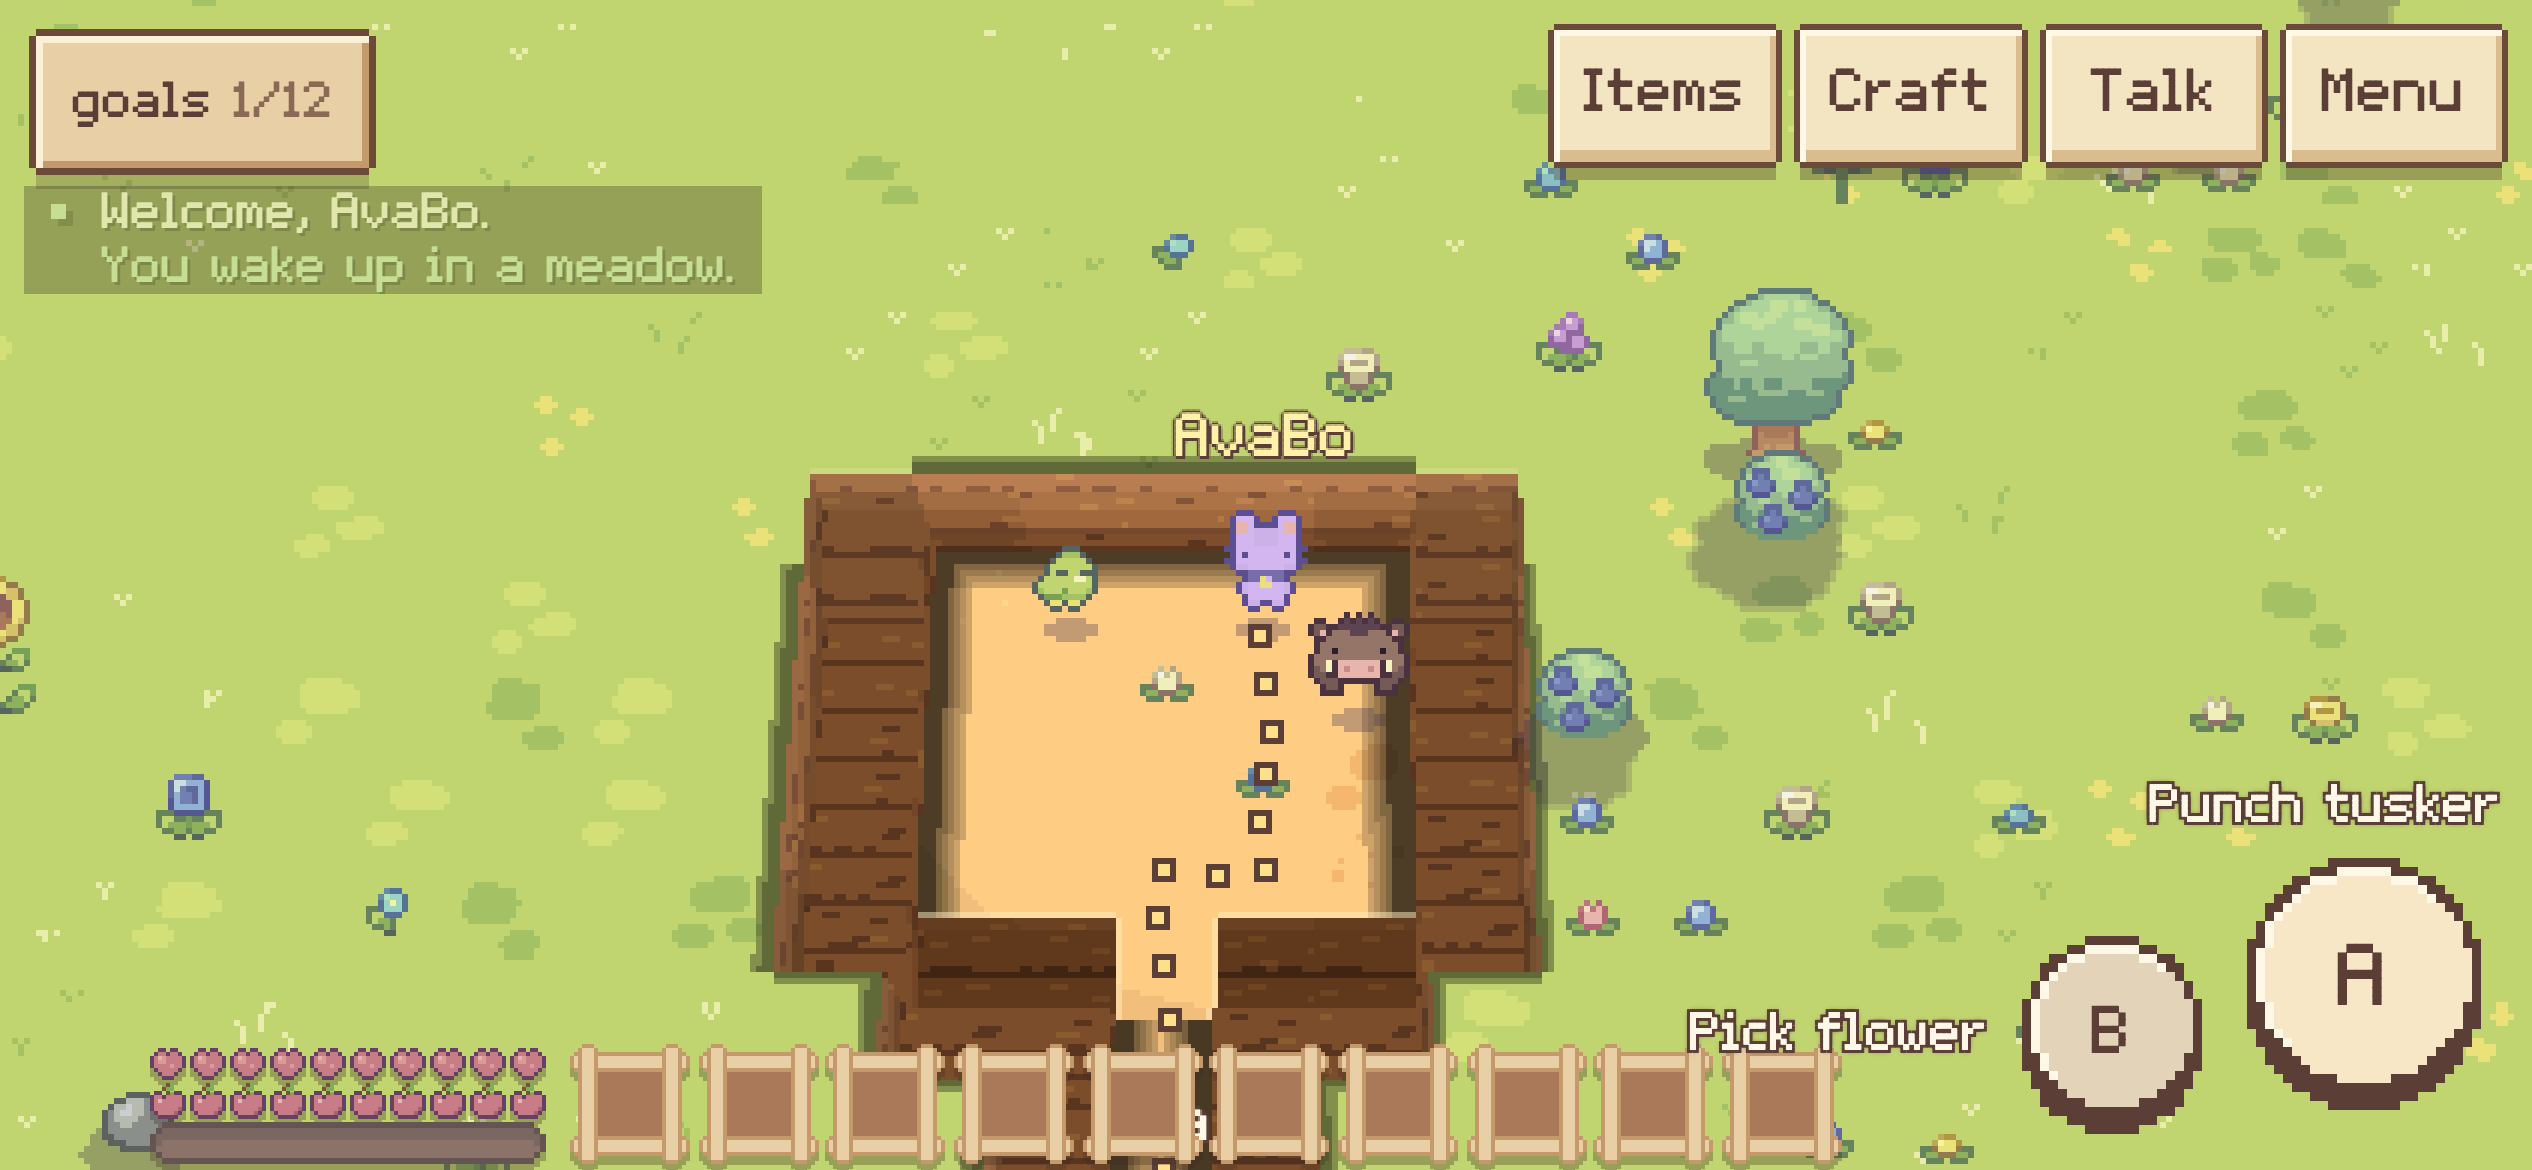 goals 1/12
Items
Craft
Talk
Menu
Welcome, AvaBo.
You wake up in a meadow.
AvaBo
Punch tusker
A
Pick flower
B